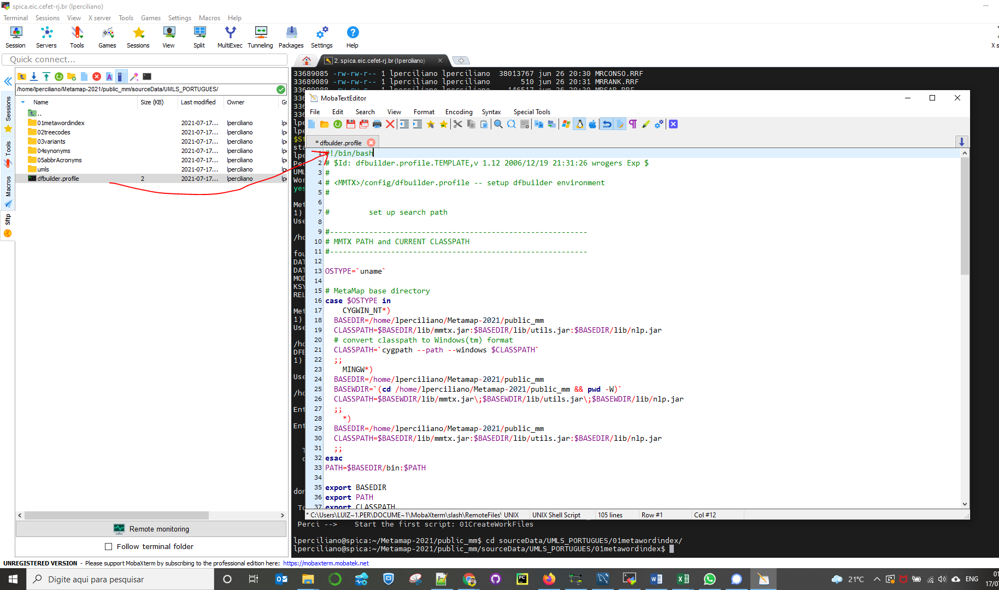 spica.eic.cefet-rj.br (lperciliano)
Terminal Sessions View X server Tools Games Settings Macros Help
Session Servers Tools Games Sessions View Split MultiExec Tunneling Packages Settings Help
X s
Quick connect...
2. spica.eic.cefet-rj.br (lperciliano)
/home/lperciliano/Metamap-2021/public_mm/sourceData/UMLS_PORTUGUES/
Name Size (KB) Last modified Owner Gr
..
01metawordindex 2021-07-17... lperciliano lp
02treecodes 2021-07-17... lperciliano lp
03variants 2021-07-17... lperciliano lp
04synonyms 2021-07-17... lperciliano lp
05abbrAcronyms 2021-07-17... lperciliano lp
umls 2021-07-17... lperciliano lp
dfbuilder.profile 2 2021-07-17... lperciliano lp
Sessions
Tools
Macros
Sftp
Remote monitoring
Follow terminal folder
33689085 -rw-rw-r-- 1 lperciliano lperciliano 38013767 jun 26 20:30 MRCONSO.RRF
33689089 -rw-rw-r-- 1 lperciliano lperciliano 510 jun 26 20:31 MRRANK.RRF
33689088 -rw-rw-r-- 1 lperciliano lperciliano 146517 jun 26 20:30 MRSAB.RRF
336
336
336
lpe
lpe
$St
sta
lpe
Per
UML
Wor
yes
Met
1)
Use
/ho
fou
DAT
DAT
MOD
KSY
REL
Met
1)
Use
/ho
DFB
1)
Use
/ho
Ent
Ent
T
c
don
To
MobaTextEditor
File Edit Search View Format Encoding Syntax Special Tools
* dfbuilder.profile
1 #!/bin/bash
2 # $Id: dfbuilder.profile.TEMPLATE,v 1.12 2006/12/19 21:31:26 wrogers Exp $
3 #
4 # <MMTX>/config/dfbuilder.profile -- setup dfbuilder environment
5 #
6
7 # set up search path
8
9 #-----------------------------------------------------------
10 # MMTX PATH and CURRENT CLASSPATH
11 #-----------------------------------------------------------
12
13 OSTYPE=`uname`
14
15 # MetaMap base directory
16 case $OSTYPE in
17 CYGWIN_NT*)
18 BASEDIR=/home/lperciliano/Metamap-2021/public_mm
19 CLASSPATH=$BASEDIR/lib/mmtx.jar:$BASEDIR/lib/utils.jar:$BASEDIR/lib/nlp.jar
20 # convert classpath to Windows(tm) format
21 CLASSPATH=`cygpath --path --windows $CLASSPATH`
22 ;;
23 MINGW*)
24 BASEDIR=/home/lperciliano/Metamap-2021/public_mm
25 BASEWDIR=`(cd /home/lperciliano/Metamap-2021/public_mm && pwd -W)`
26 CLASSPATH=$BASEWDIR/lib/mmtx.jar\;$BASEWDIR/lib/utils.jar\;$BASEWDIR/lib/nlp.jar
27 ;;
28 *)
29 BASEDIR=/home/lperciliano/Metamap-2021/public_mm
30 CLASSPATH=$BASEDIR/lib/mmtx.jar:$BASEDIR/lib/utils.jar:$BASEDIR/lib/nlp.jar
31 ;;
32 esac
33 PATH=$BASEDIR/bin:$PATH
34
35 export BASEDIR
36 export PATH
37 export CLASSPATH
* C:\Users\LUIZ~1.PER\DOCUME~1\MobaXterm\slash\RemoteFiles\ UNIX UNIX Shell Script 105 lines Row #1 Col #12
Perci --> Start the first script: 01CreateWorkFiles
lperciliano@spica:~/Metamap-2021/public_mm$ cd sourceData/UMLS_PORTUGUES/01metawordindex/
lperciliano@spica:~/Metamap-2021/public_mm/sourceData/UMLS_PORTUGUES/01metawordindex$
UNREGISTERED VERSION - Please support MobaXterm by subscribing to the professional edition here: https://mobaxterm.mobatek.net
Digite aqui para pesquisar
21°C
ENG
01
17/0